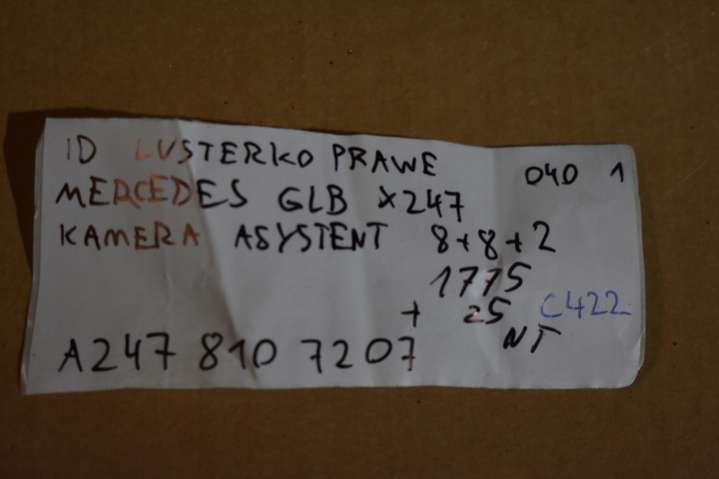 ID LUSTERKO PRAWE 040 1
MERCEDES GLB X247
KAMERA ASYSTENT 8+8+2
1775
+ 25 C422
NT
A247 810 7207